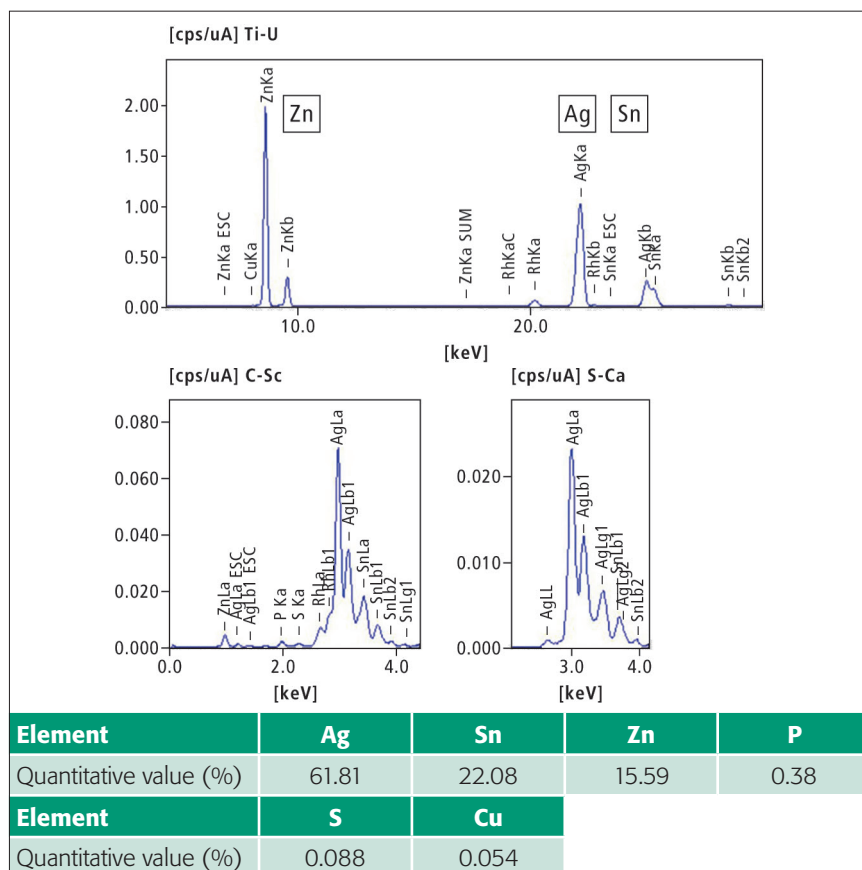 [cps/uA] Ti-U
ZnKa
Zn
Ag
Sn
2.00
1.50
1.00
0.50
0.00
ZnKa ESC
CuKa
ZnKb
ZnKa SUM
RhKaC
RhKa
AgKa
RhKb
SnKa ESC
AgKb
SnKa
SnKb
SnKb2
10.0 20.0
[keV]
[cps/uA] C-Sc
0.080
0.060
0.040
0.020
0.000
ZnLa
AgLa ESC
AgLb1 ESC
P Ka
S Ka
RhLa
RhLb1
AgLa
AgLb1
SnLa
SnLb1
SnLb2
SnLg1
0.0 2.0 4.0
[keV]
[cps/uA] S-Ca
0.020
0.010
0.000
AgLL
AgLa
AgLb1
AgLg1
SnLb1
AgLg2
SnLb2
3.0 4.0
[keV]
Element Ag Sn Zn P
Quantitative value (%) 61.81 22.08 15.59 0.38
Element S Cu
Quantitative value (%) 0.088 0.054